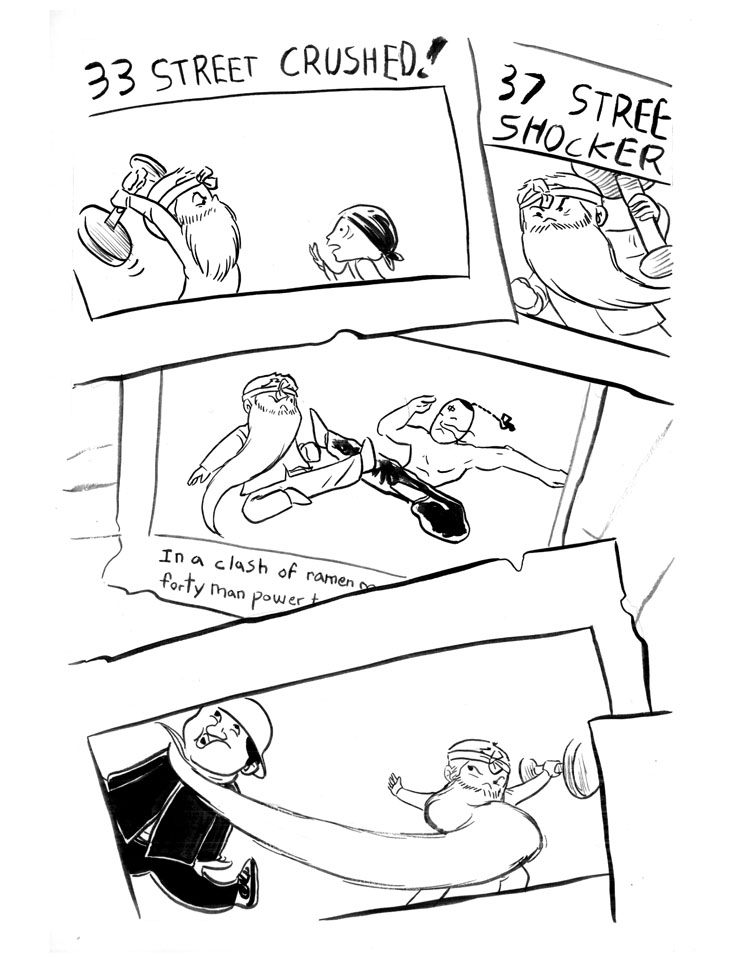 33 STREET CRUSHED!
37 STREE
SHOCKER
In a clash of ramen
forty man power